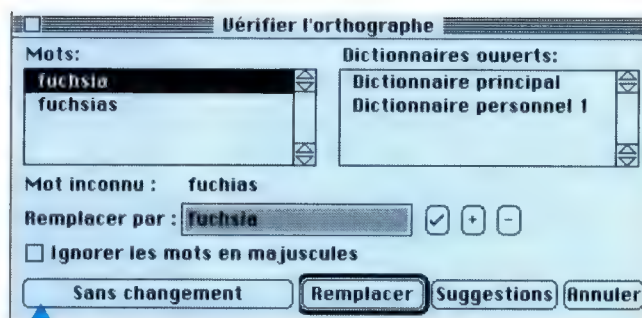 Vérifier l'orthographe
Mots:
fuchsia
fuchsias
Dictionnaires ouverts:
Dictionnaire principal
Dictionnaire personnel 1
Mot inconnu : fuchias
Remplacer par : fuchsia
Ignorer les mots en majuscules
Sans changement Remplacer Suggestions Annuler